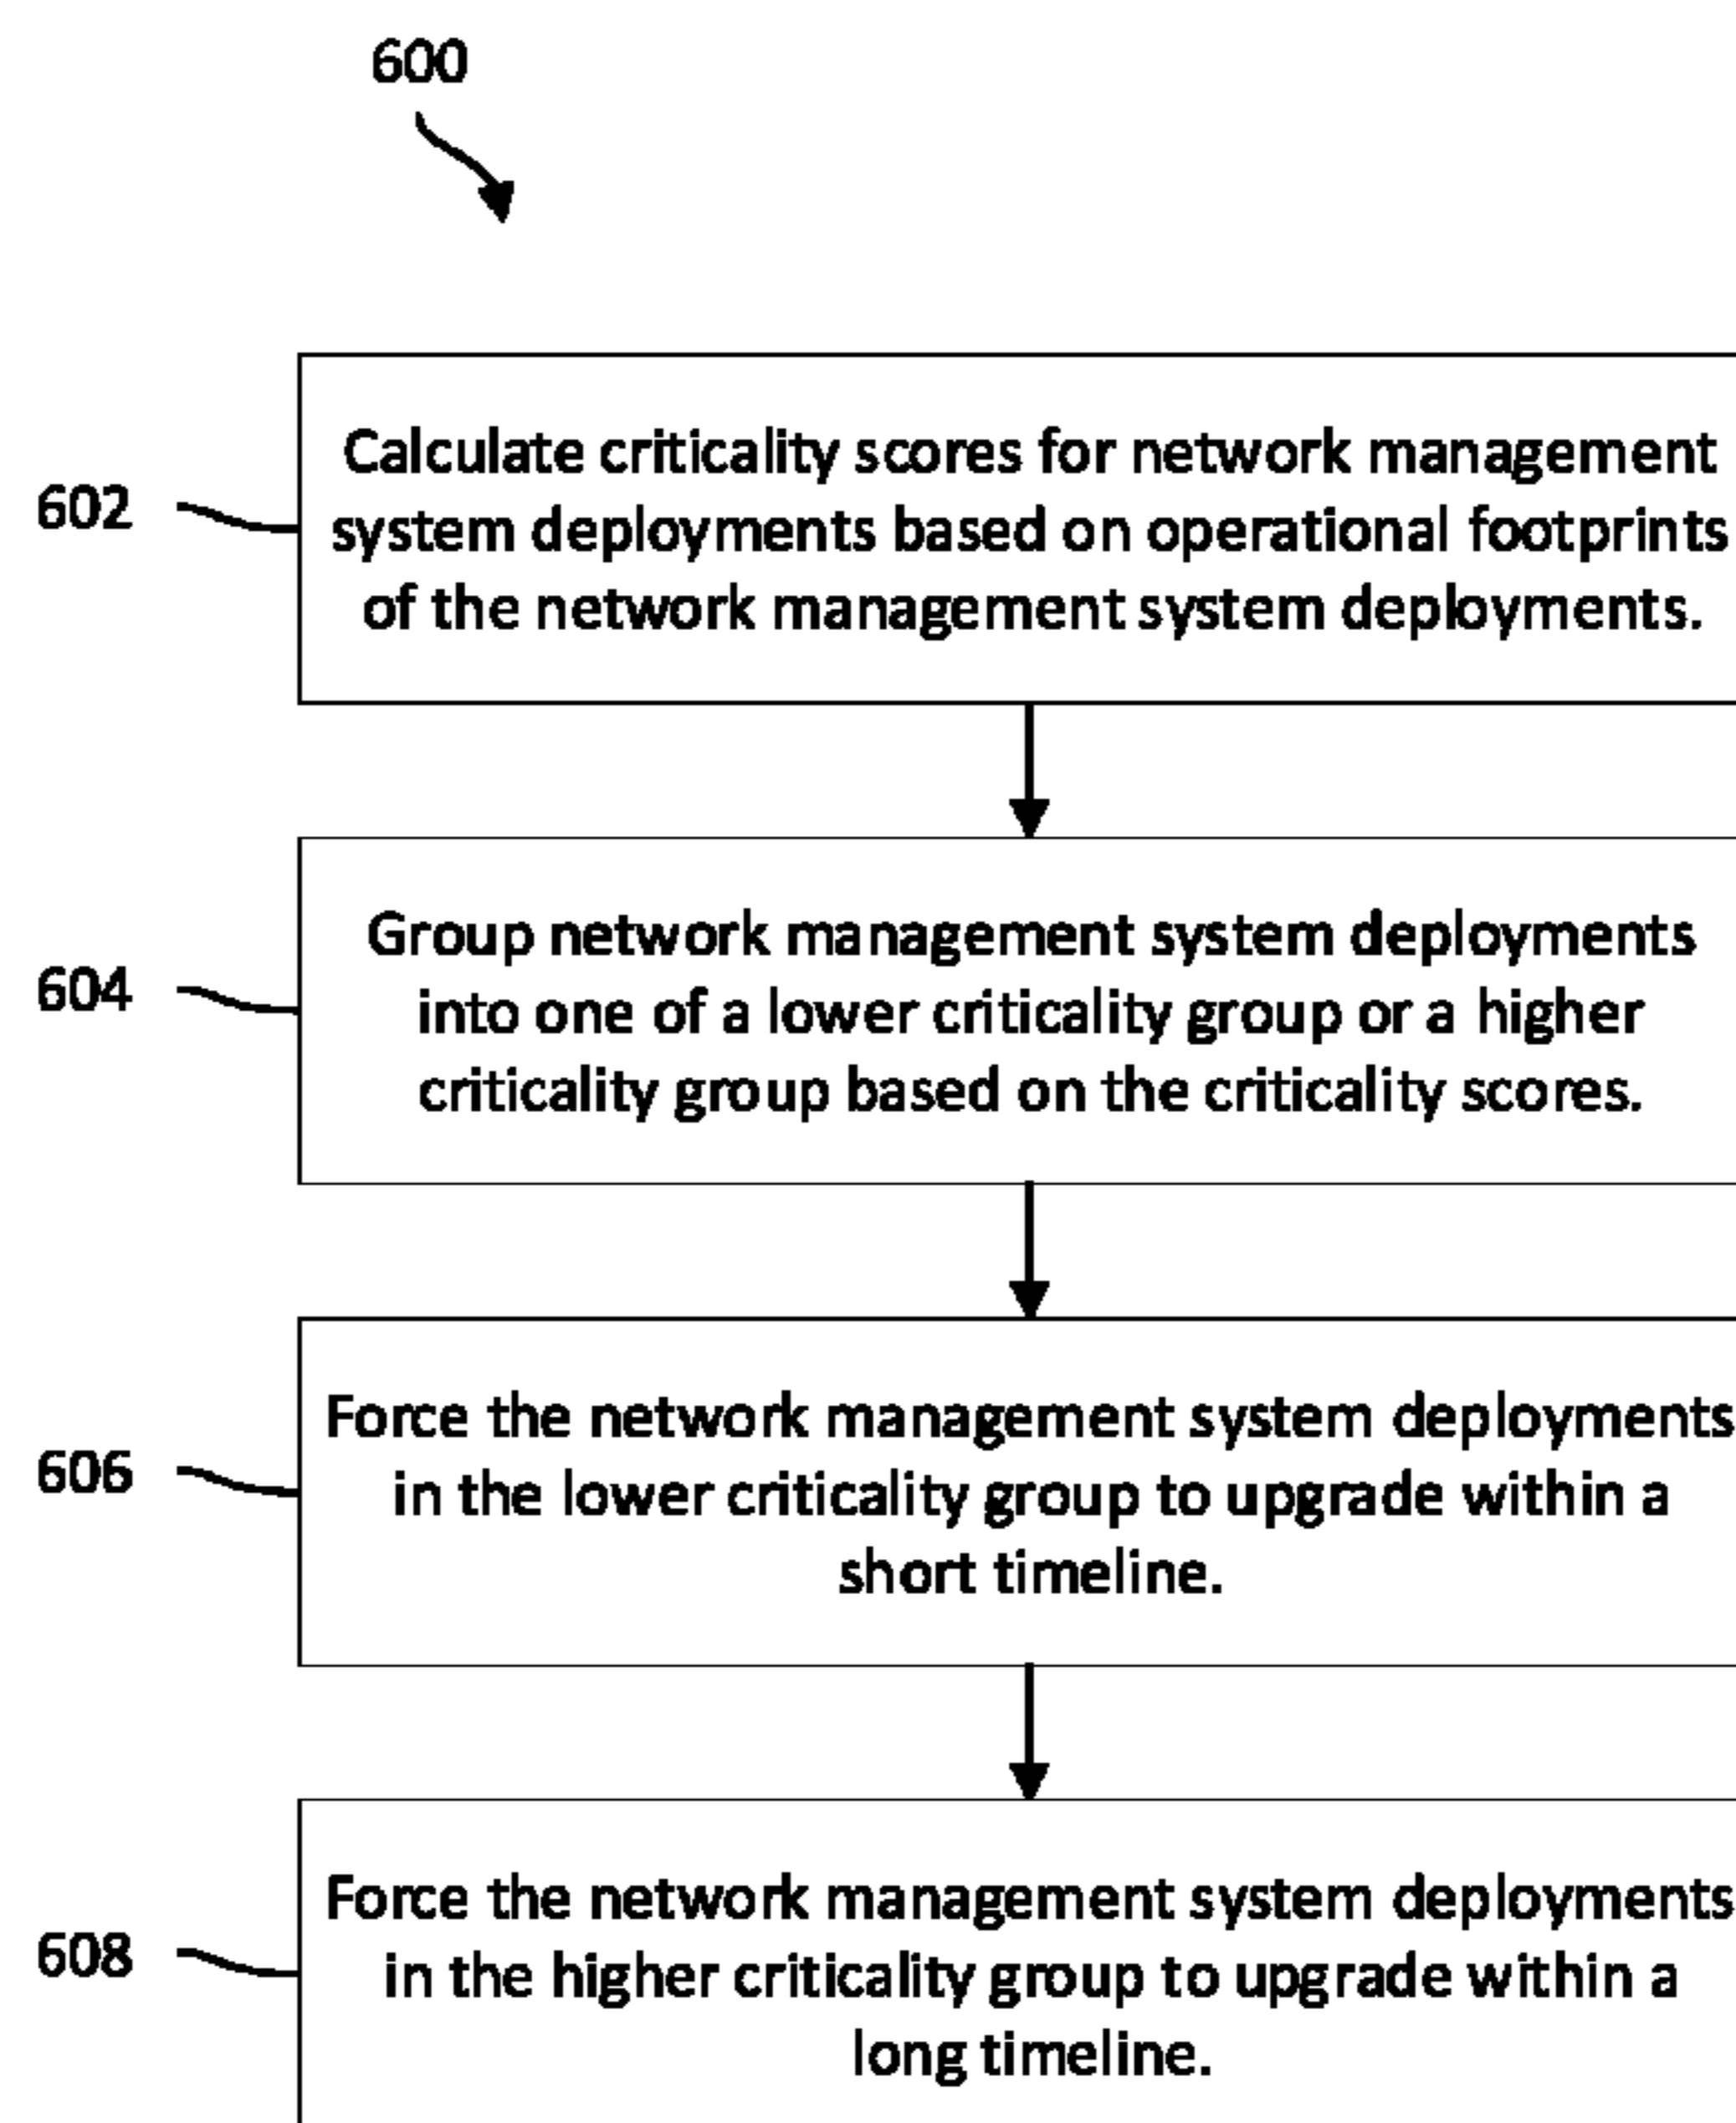 600
602
Calculate criticality scores for network management
system deployments based on operational footprints
of the network management system deployments.
604
Group network management system deployments
into one of a lower criticality group or a higher
criticality group based on the criticality scores.
606
Force the network management system deployments
in the lower criticality group to upgrade within a
short timeline.
608
Force the network management system deployments
in the higher criticality group to upgrade within a
long timeline.